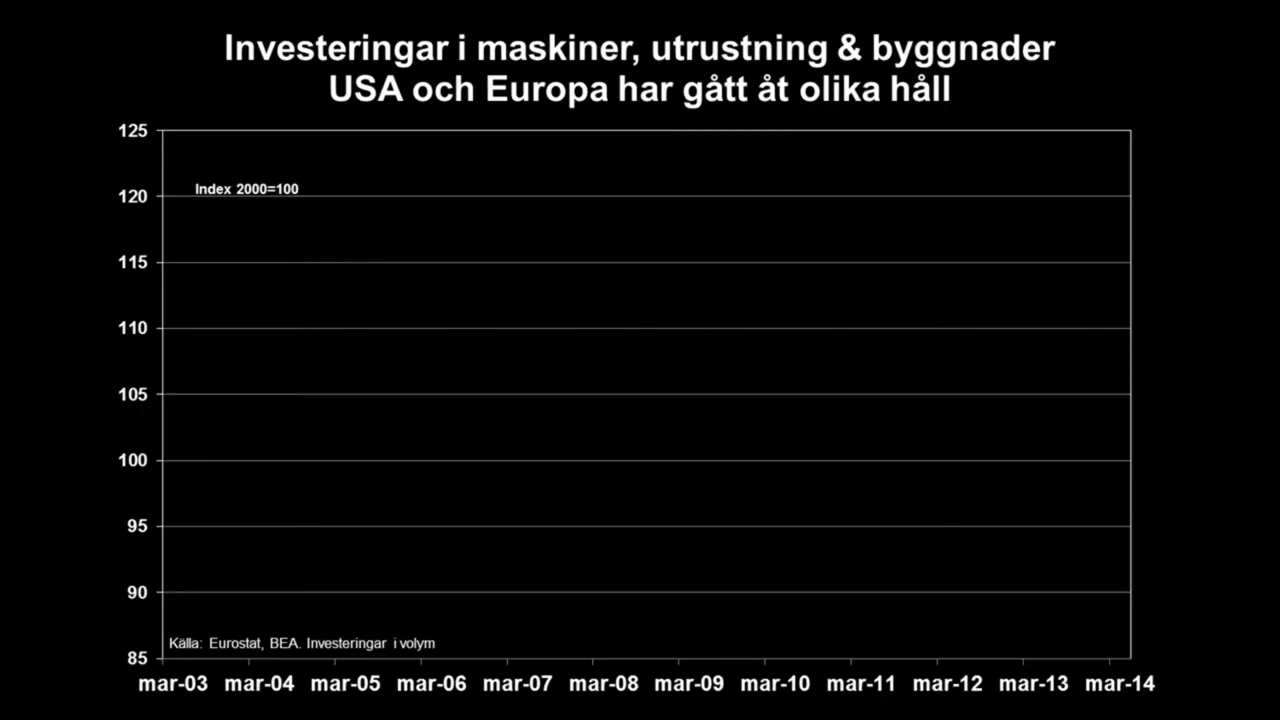 Investeringar i maskiner, utrustning & byggnader
USA och Europa har gått åt olika håll
125
Index 2000=100
120
115
110
105
100
95
90
Källa: Eurostat, BEA. Investeringar i volym
85
mar-03 mar-04 mar-05 mar-06 mar-07 mar-08 mar-09 mar-10 mar-11 mar-12 mar-13 mar-14